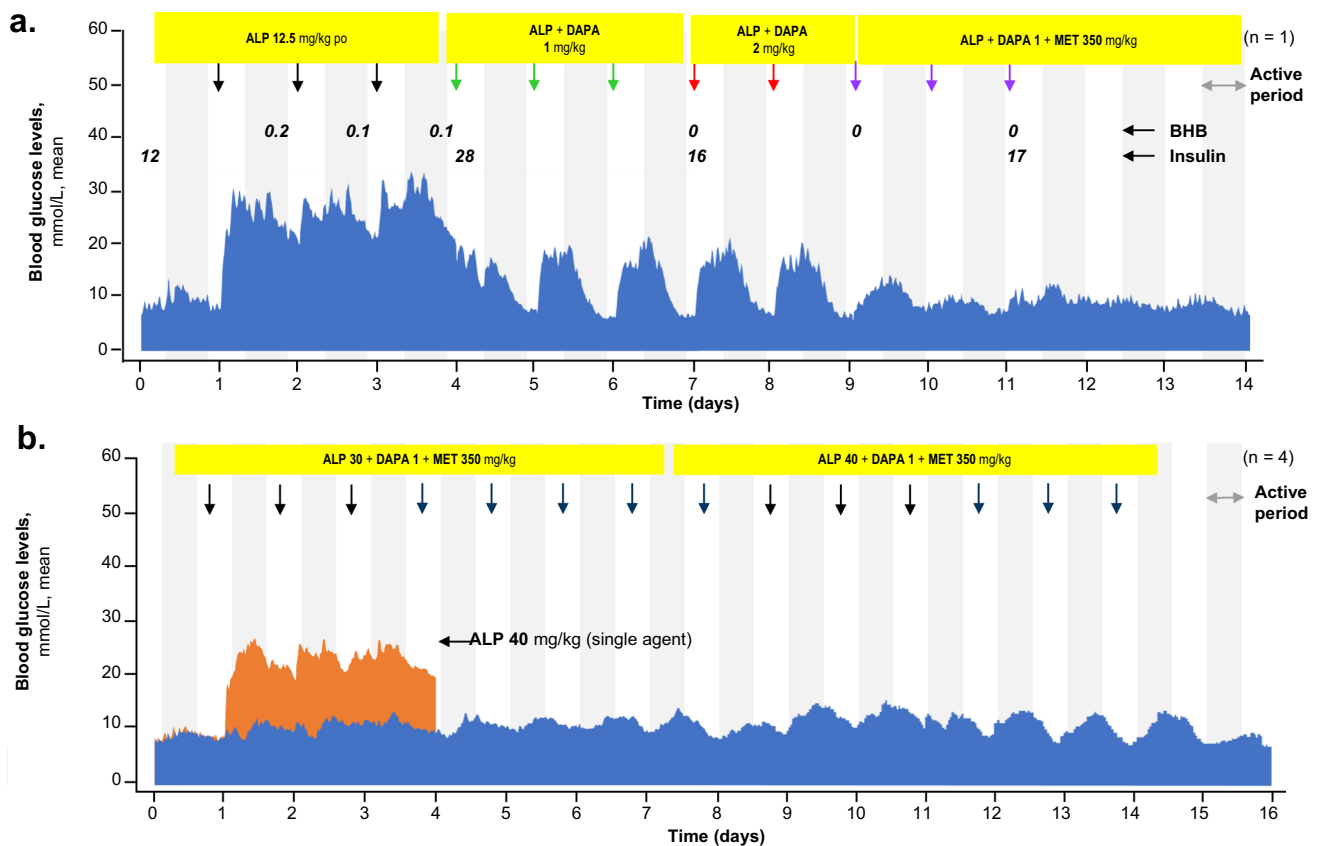 a.
ALP 12.5 mg/kg po
ALP + DAPA
1 mg/kg
ALP + DAPA
2 mg/kg
ALP + DAPA 1 + MET 350 mg/kg
(n = 1)
Active
period
60
50
40
30
20
10
0
Blood glucose levels,
mmol/L, mean
0.2 0.1 0.1 0 0 0 BHB
12 28 16 17 Insulin
0 1 2 3 4 5 6 7 8 9 10 11 12 13 14
Time (days)
b.
ALP 30 + DAPA 1 + MET 350 mg/kg
ALP 40 + DAPA 1 + MET 350 mg/kg
(n = 4)
Active
period
60
50
40
30
20
10
0
Blood glucose levels,
mmol/L, mean
ALP 40 mg/kg (single agent)
0 1 2 3 4 5 6 7 8 9 10 11 12 13 14 15 16
Time (days)